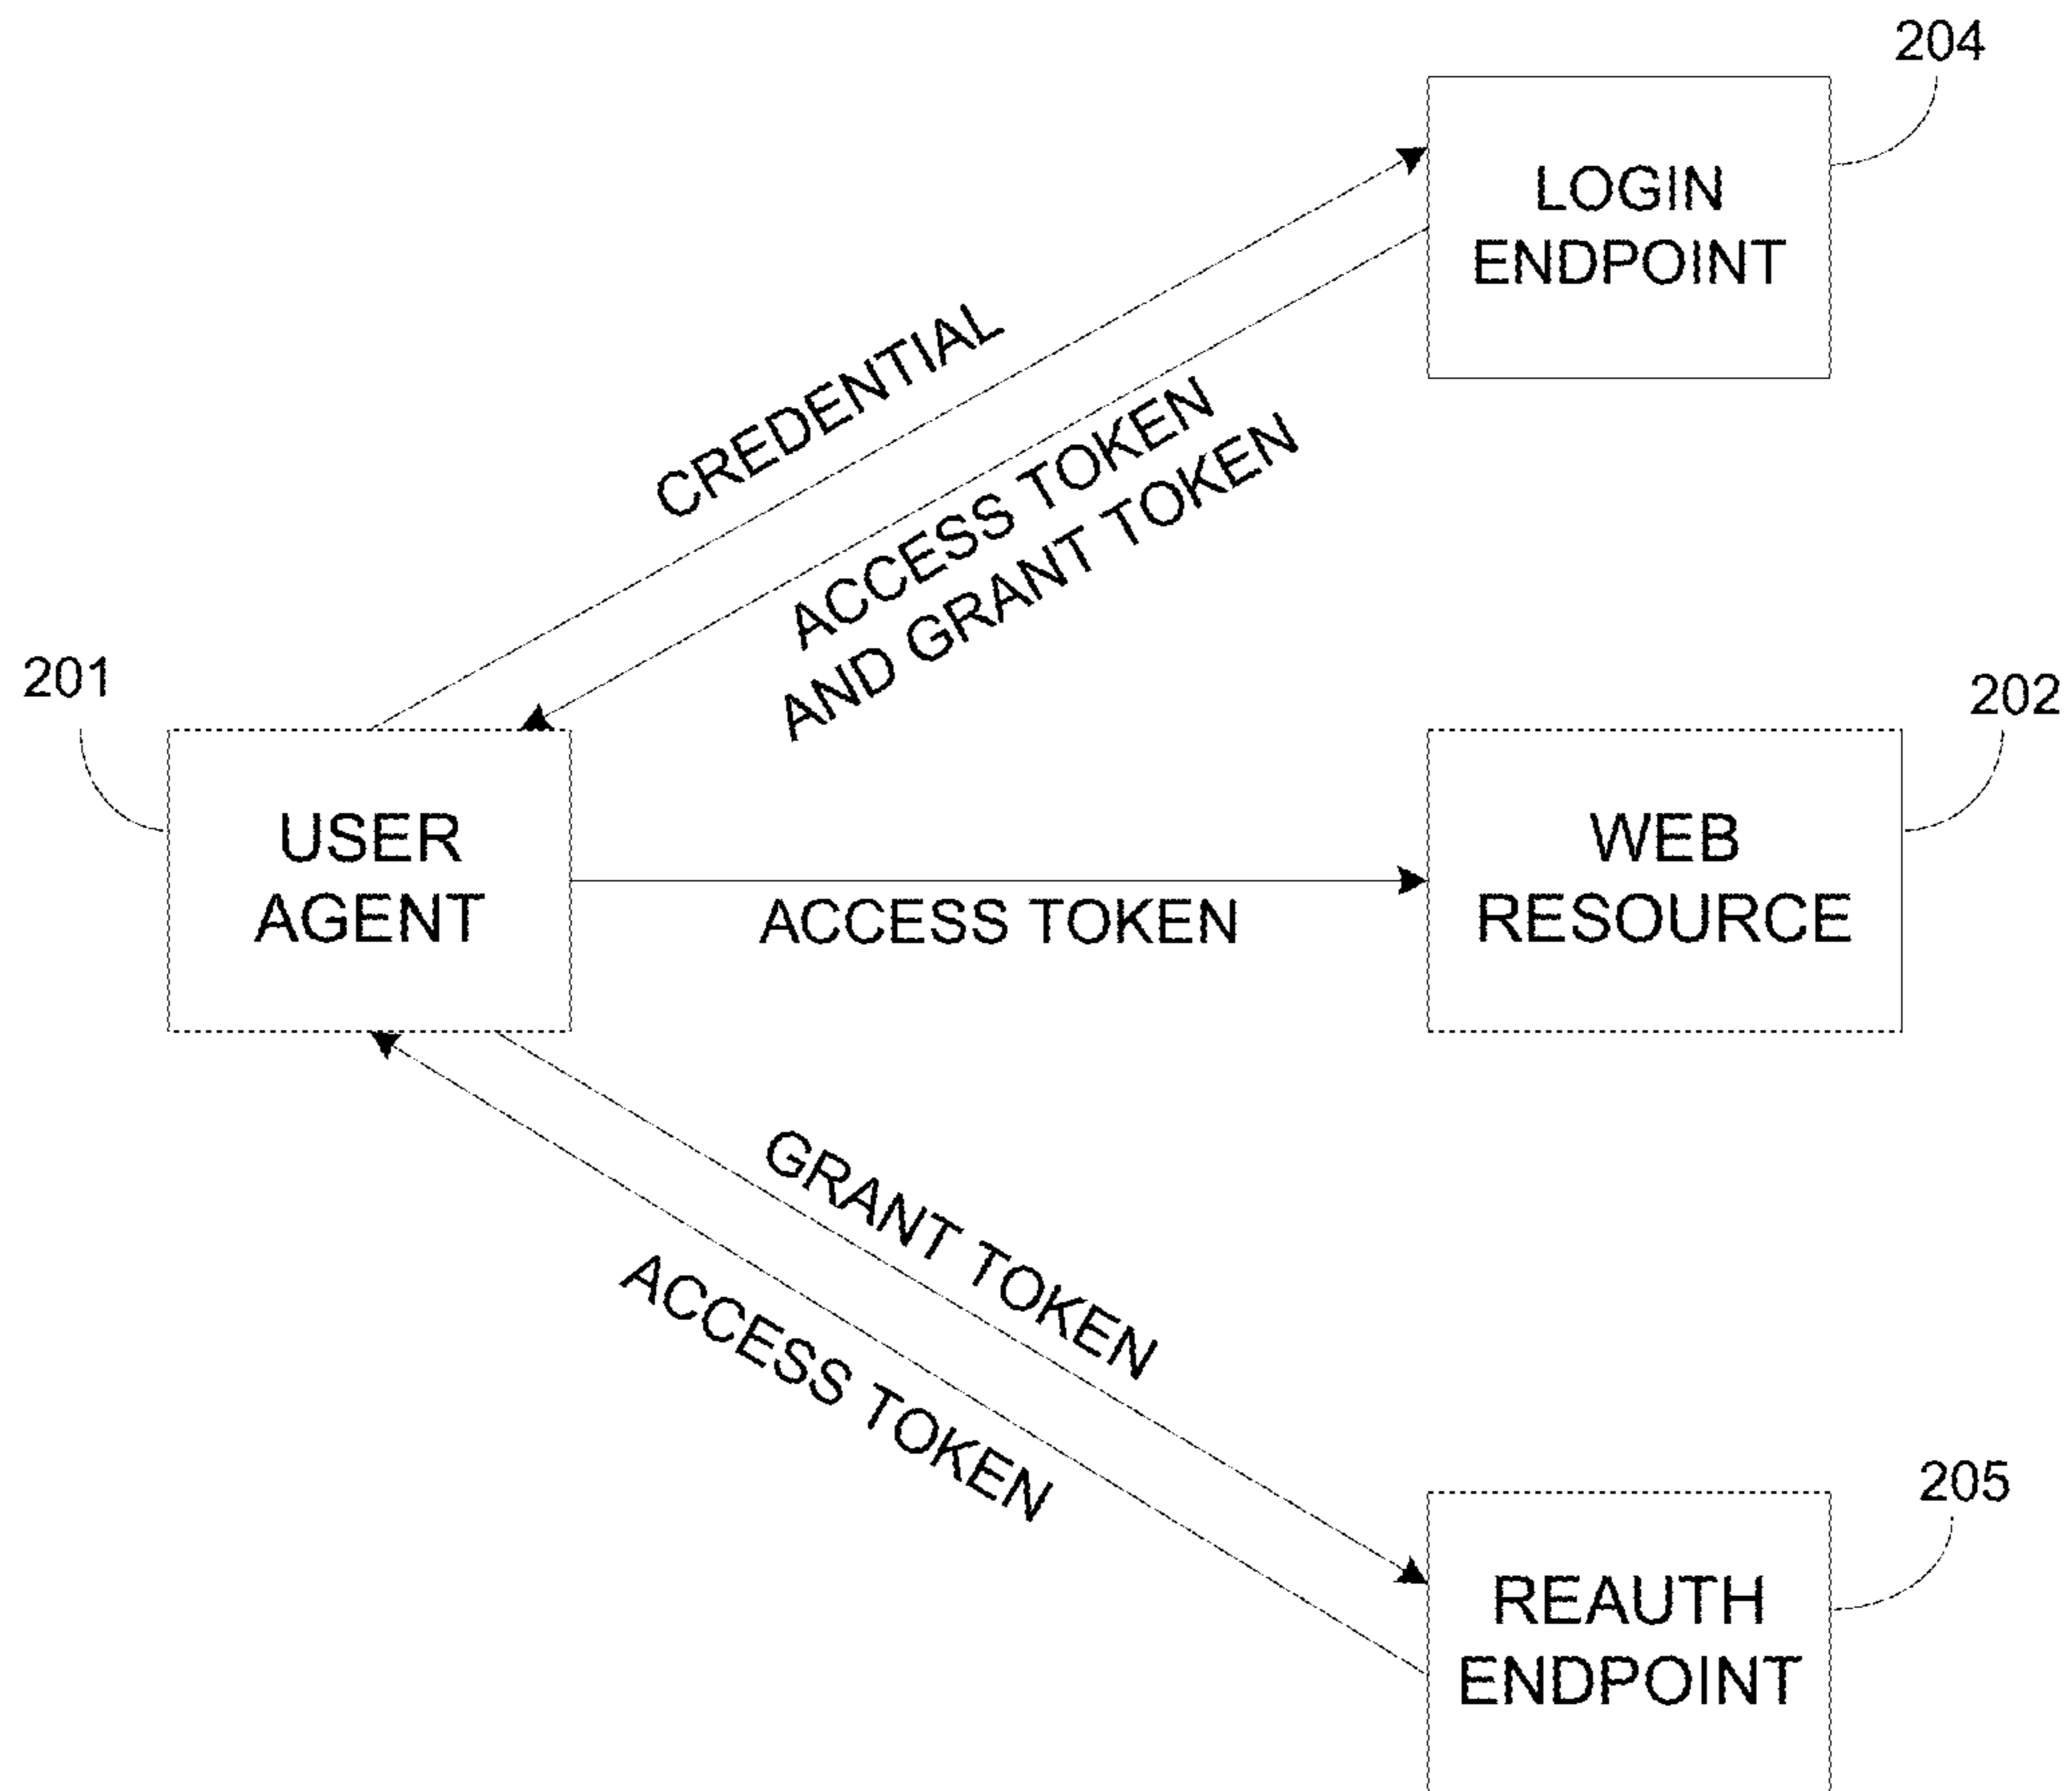 204
LOGIN
ENDPOINT
CREDENTIAL
ACCESS TOKEN
AND GRANT TOKEN
201
202
USER
AGENT
WEB
RESOURCE
ACCESS TOKEN
GRANT TOKEN
ACCESS TOKEN
205
REAUTH
ENDPOINT